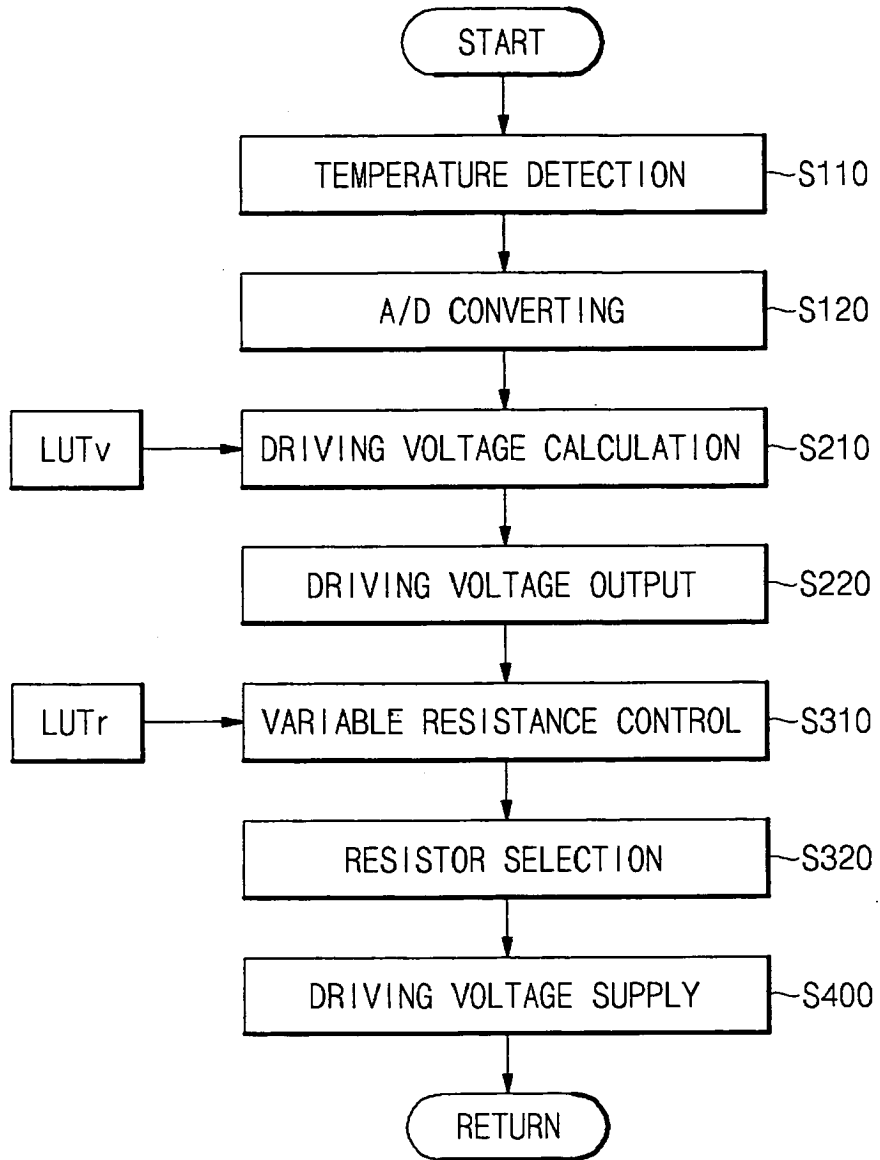 START
TEMPERATURE DETECTION S110
A/D CONVERTING S120
LUTv DRIVING VOLTAGE CALCULATION S210
DRIVING VOLTAGE OUTPUT S220
LUTr VARIABLE RESISTANCE CONTROL S310
RESISTOR SELECTION S320
DRIVING VOLTAGE SUPPLY S400
RETURN